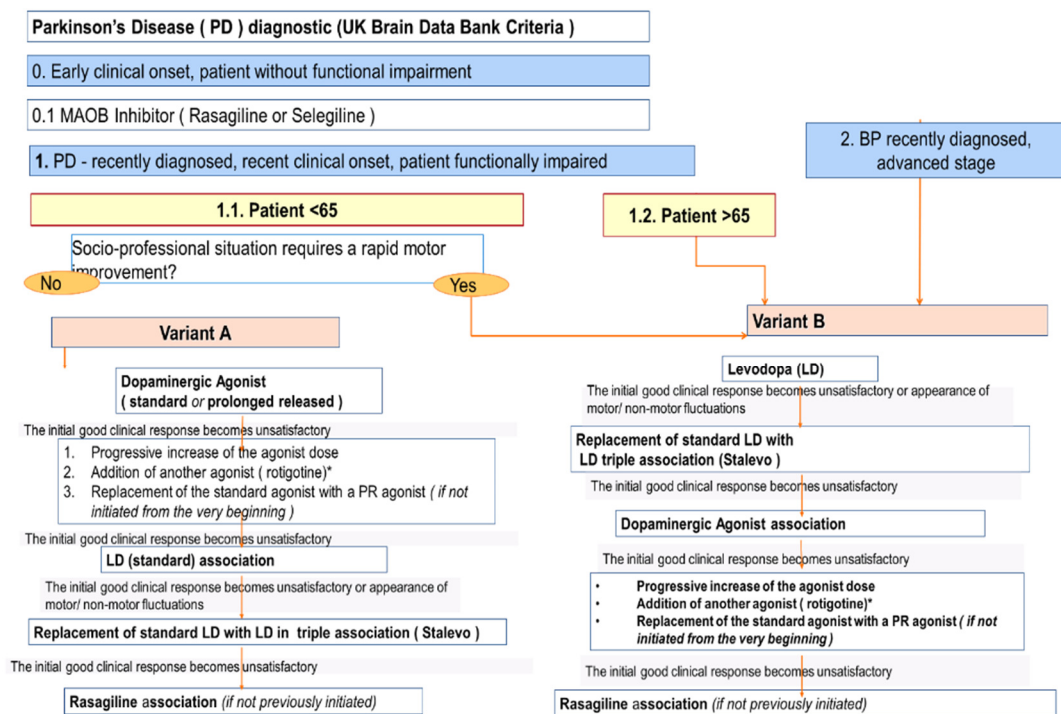 Parkinson's Disease ( PD ) diagnostic (UK Brain Data Bank Criteria )
0. Early clinical onset, patient without functional impairment
0.1 MAOB Inhibitor ( Rasagiline or Selegiline )
1. PD - recently diagnosed, recent clinical onset, patient functionally impaired
2. BP recently diagnosed,
advanced stage
1.1. Patient <65
1.2. Patient >65
Socio-professional situation requires a rapid motor
improvement?
No
Yes
Variant A
Dopaminergic Agonist
( standard or prolonged released )
The initial good clinical response becomes unsatisfactory
1. Progressive increase of the agonist dose
2. Addition of another agonist ( rotigotine)*
3. Replacement of the standard agonist with a PR agonist ( if not
initiated from the very beginning )
The initial good clinical response becomes unsatisfactory
LD (standard) association
The initial good clinical response becomes unsatisfactory or appearance of
motor/ non-motor fluctuations
Replacement of standard LD with LD in triple association ( Stalevo )
The initial good clinical response becomes unsatisfactory
Rasagiline association (if not previously initiated)
Variant B
Levodopa (LD)
The initial good clinical response becomes unsatisfactory or appearance of
motor/ non-motor fluctuations
Replacement of standard LD with
LD triple association (Stalevo )
The initial good clinical response becomes unsatisfactory
Dopaminergic Agonist association
The initial good clinical response becomes unsatisfactory
• Progressive increase of the agonist dose
• Addition of another agonist ( rotigotine)*
• Replacement of the standard agonist with a PR agonist ( if not
initiated from the very beginning )
The initial good clinical response becomes unsatisfactory
Rasagiline association (if not previously initiated)